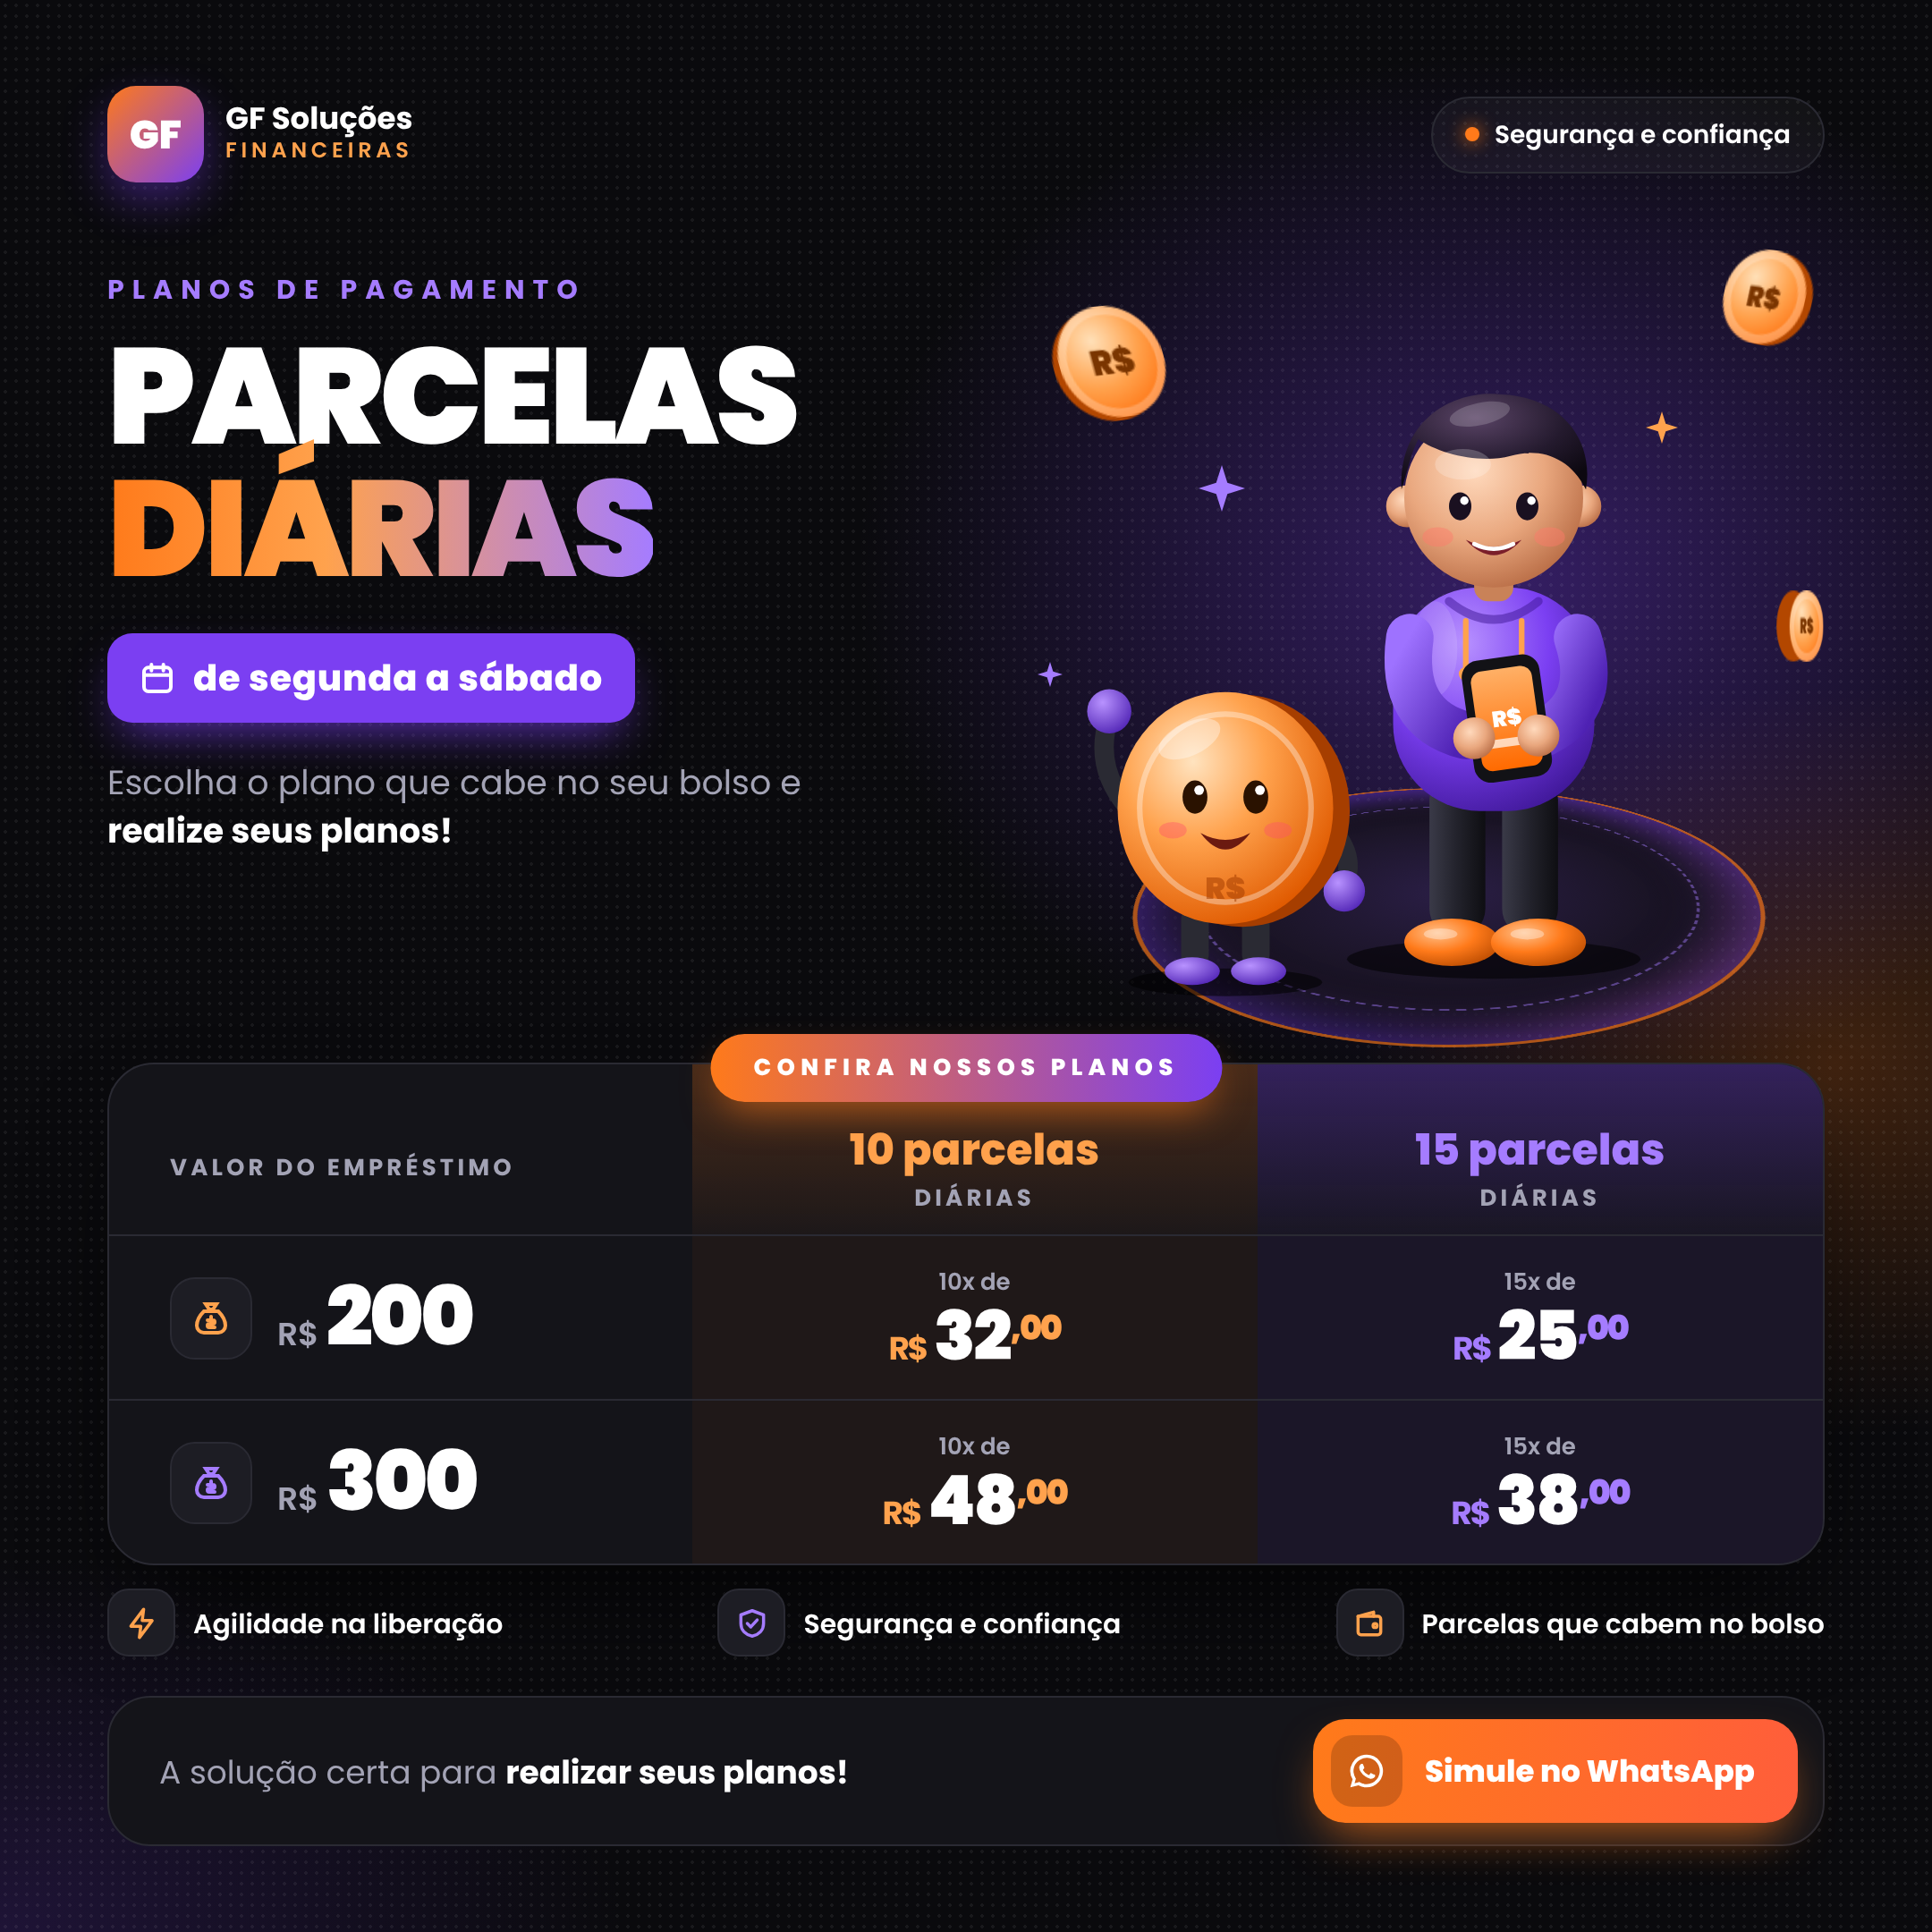 GF
GF Soluções
FINANCEIRAS
Segurança e confiança
PLANOS DE PAGAMENTO
PARCELAS
DIÁRIAS
de segunda a sábado
Escolha o plano que cabe no seu bolso e
realize seus planos!
R$
R$
R$
R$
R$
CONFIRA NOSSOS PLANOS
VALOR DO EMPRÉSTIMO
10 parcelas
DIÁRIAS
15 parcelas
DIÁRIAS
R$ 200
10x de
R$ 32,00
15x de
R$ 25,00
R$ 300
10x de
R$ 48,00
15x de
R$ 38,00
Agilidade na liberação
Segurança e confiança
Parcelas que cabem no bolso
A solução certa para realizar seus planos!
Simule no WhatsApp